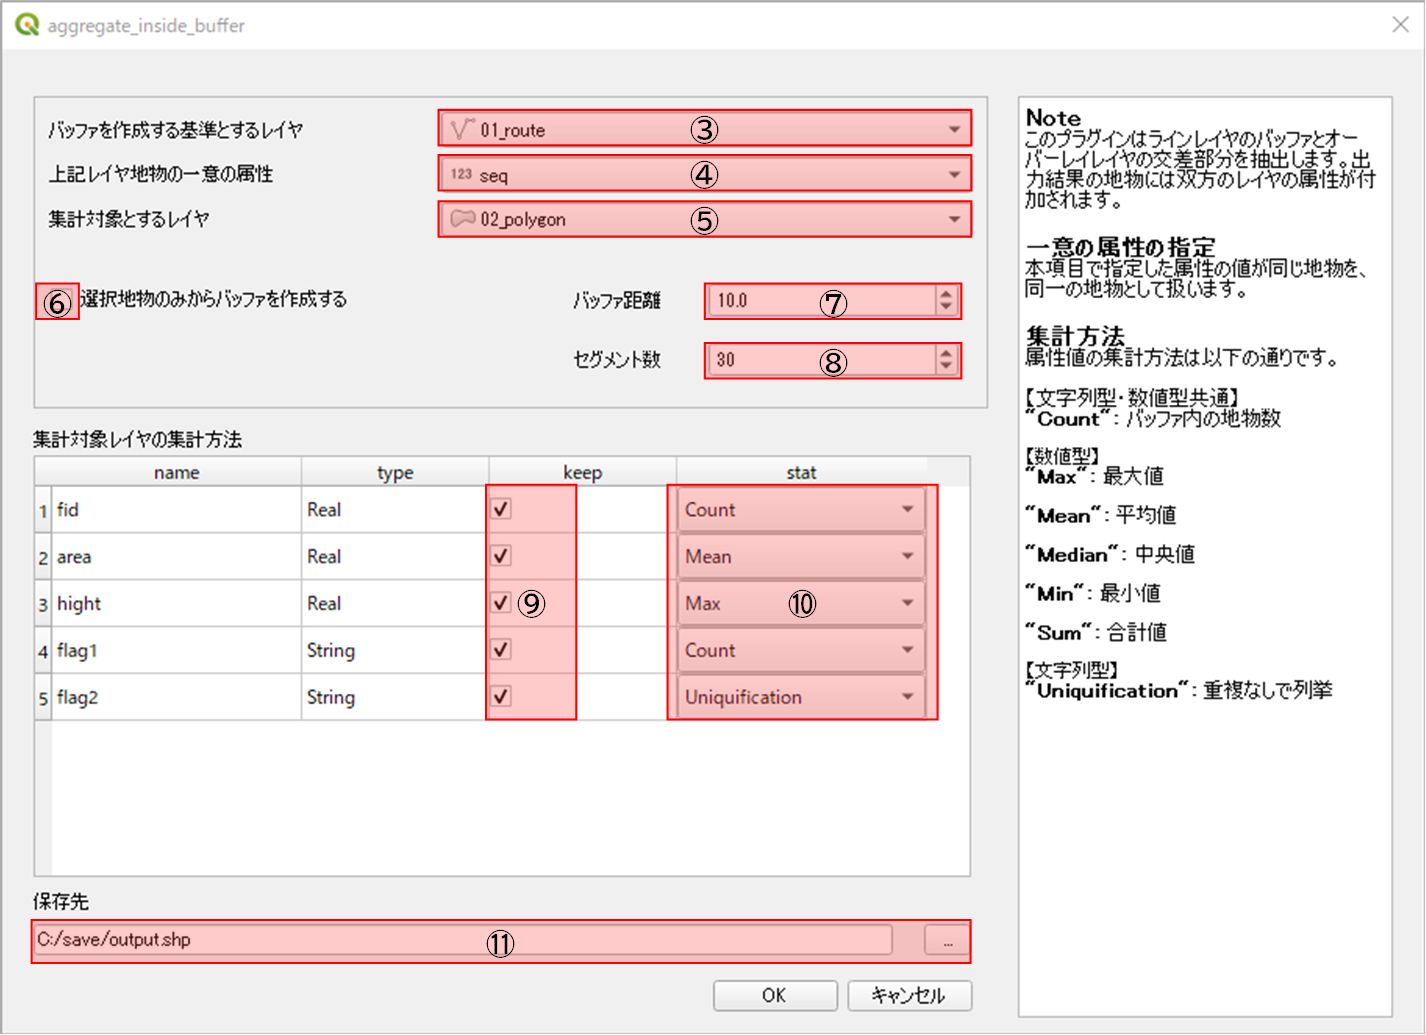 aggregate_inside_buffer
バッファを作成する基準とするレイヤ
01_route
③
上記レイヤ地物の一意の属性
123 seq
④
集計対象とするレイヤ
02_polygon
⑤
⑥
選択地物のみからバッファを作成する
バッファ距離
10.0
⑦
セグメント数
30
⑧
集計対象レイヤの集計方法
name type keep stat
1 fid Real Count
2 area Real Mean
3 hight Real ⑨ Max ⑩
4 flag1 String Count
5 flag2 String Uniquification
保存先
C:/save/output.shp
⑪
...
OK
キャンセル
Note
このプラグインはラインレイヤのバッファとオー
バーレイレイヤの交差部分を抽出します。出
力結果の地物には双方のレイヤの属性が付
加されます。
一意の属性の指定
本項目で指定した属性の値が同じ地物を、
同一の地物として扱います。
集計方法
属性値の集計方法は以下の通りです。
【文字列型・数値型共通】
“Count“：バッファ内の地物数
【数値型】
“Max“：最大値
“Mean“：平均値
“Median“：中央値
“Min“：最小値
“Sum“：合計値
【文字列型】
“Uniquification“：重複なしで列挙